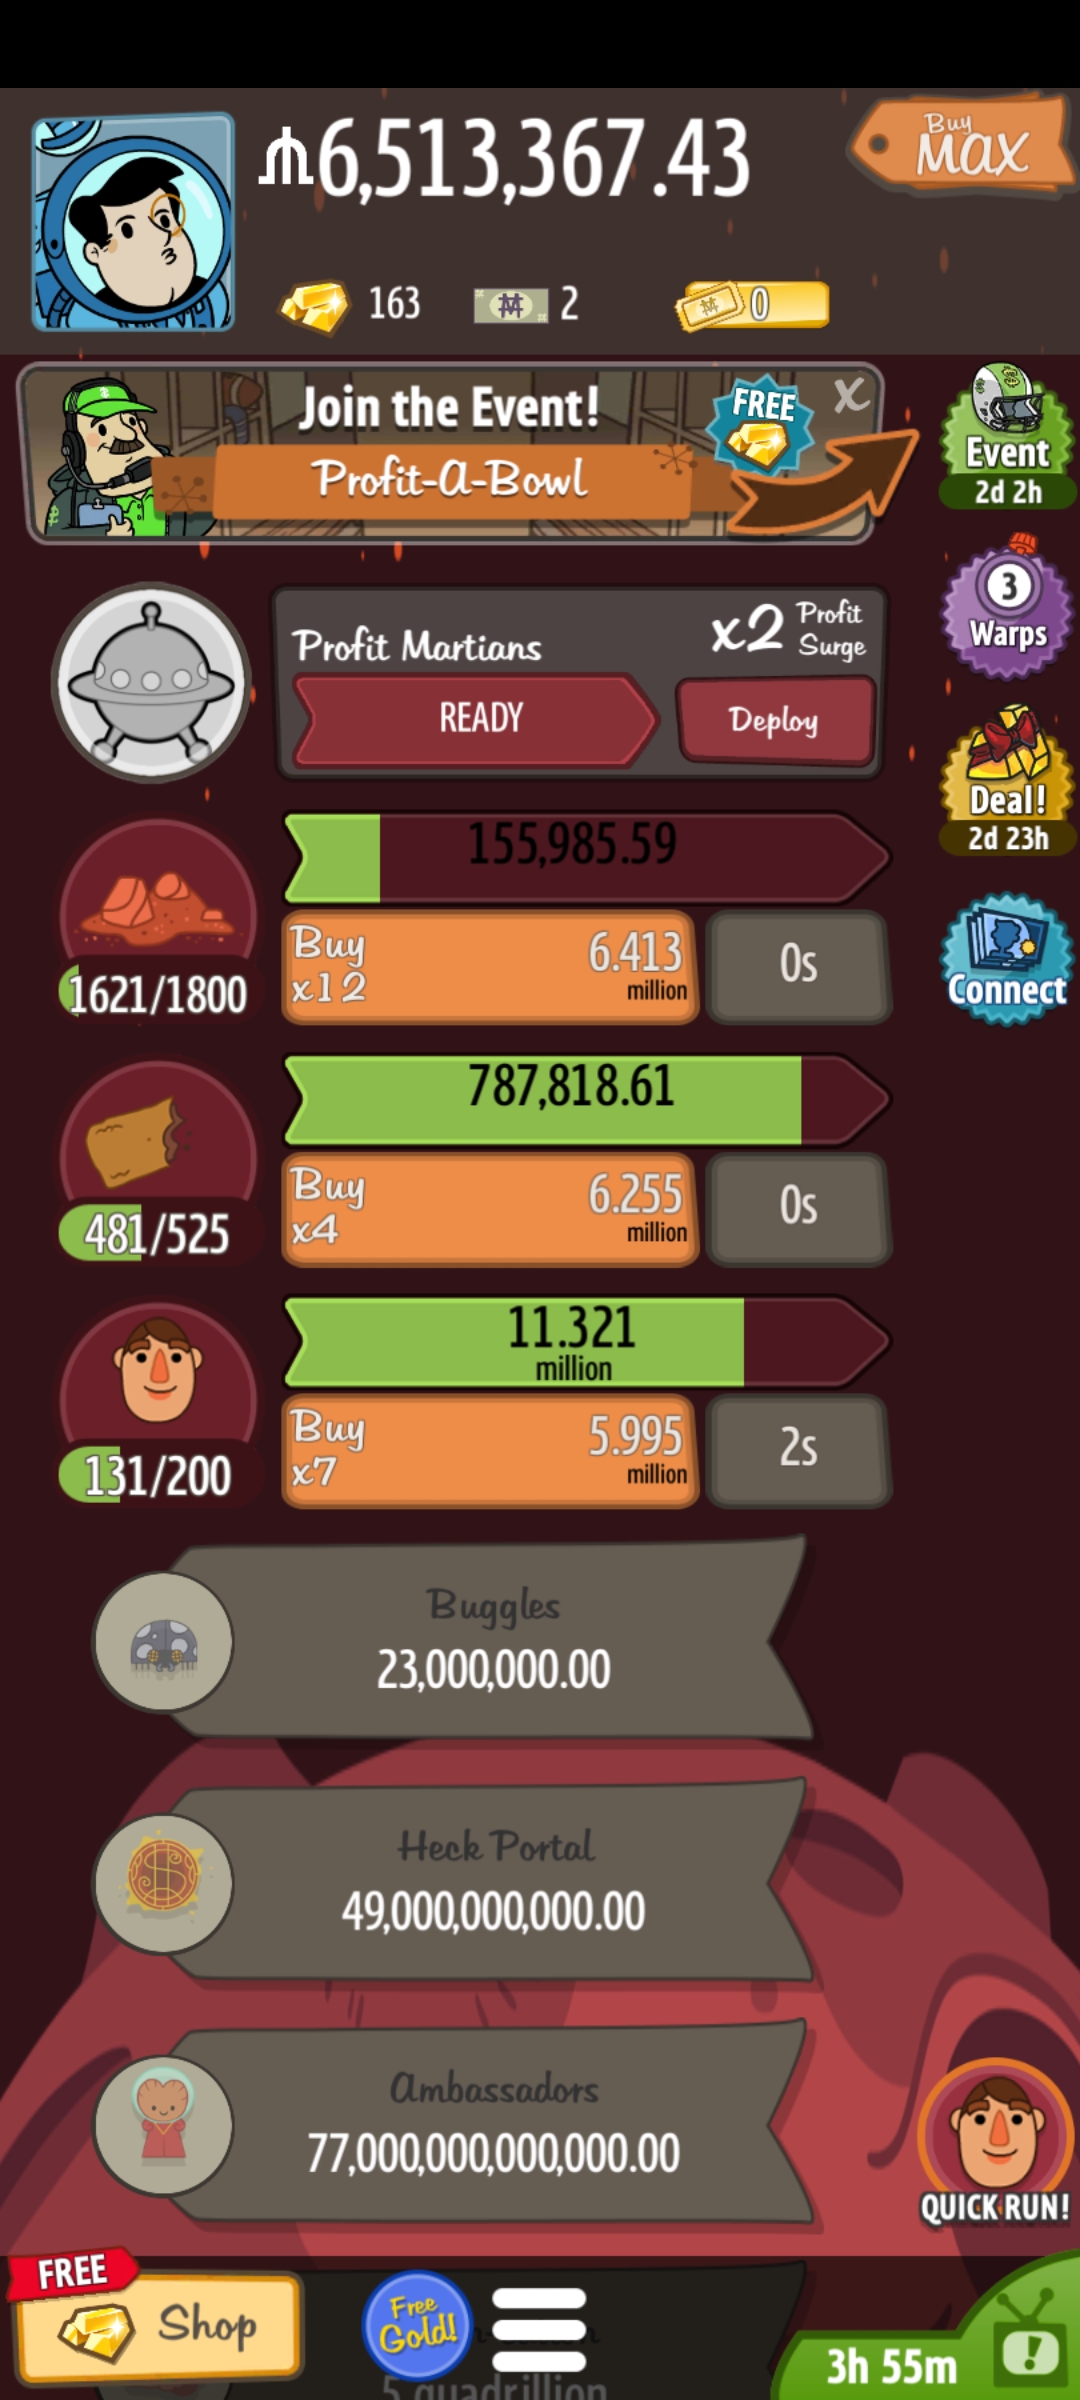 6,513,367.43
Buy
MAX
163
2
0
Join the Event!
Profit-A-Bowl
FREE
X
Event
2d 2h
3
Warps
Profit Martians
x2 Profit
Surge
READY
Deploy
Deal!
2d 23h
155,985.59
Buy
x12
6.413
million
0s
1621/1800
Connect
787,818.61
Buy
x4
6.255
million
0s
481/525
11.321
million
Buy
x7
5.995
million
2s
131/200
Buggles
23,000,000.00
Heck Portal
49,000,000,000.00
Ambassadors
77,000,000,000,000.00
QUICK RUN!
FREE
Shop
Free
Gold!
3h 55m
5 quadrillion